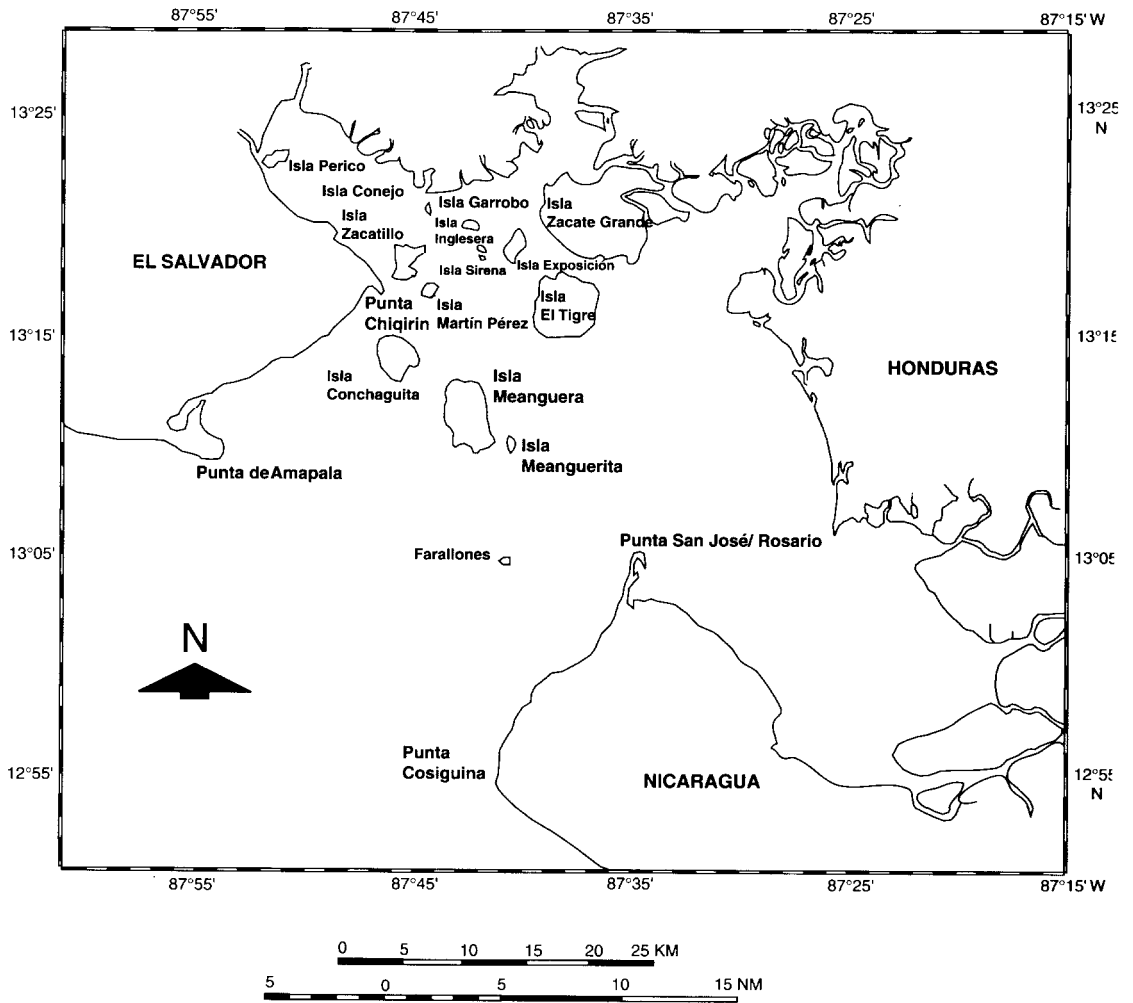 87°55'
87°45'
87°35'
87°25'
87°15' W
13°25'
13°25'
N
Isla Perico
Isla Conejo
Isla Garrobo
Isla
Zacate Grande
Isla
Zacatillo
Isla
Inglesera
EL SALVADOR
Isla Sirena
Isla Exposición
Punta
Chiqirin
Isla
Martín Pérez
Isla
El Tigre
13°15'
13°15'
HONDURAS
Isla
Conchaguita
Isla
Meanguera
Isla
Meanguerita
Punta de Amapala
13°05'
Farallones
Punta San José/ Rosario
13°05'
N
Punta
Cosiguina
12°55'
NICARAGUA
12°55'
N
87°55'
87°45'
87°35'
87°25'
87°15' W
0 5 10 15 20 25 KM
5 0 5 10 15 NM